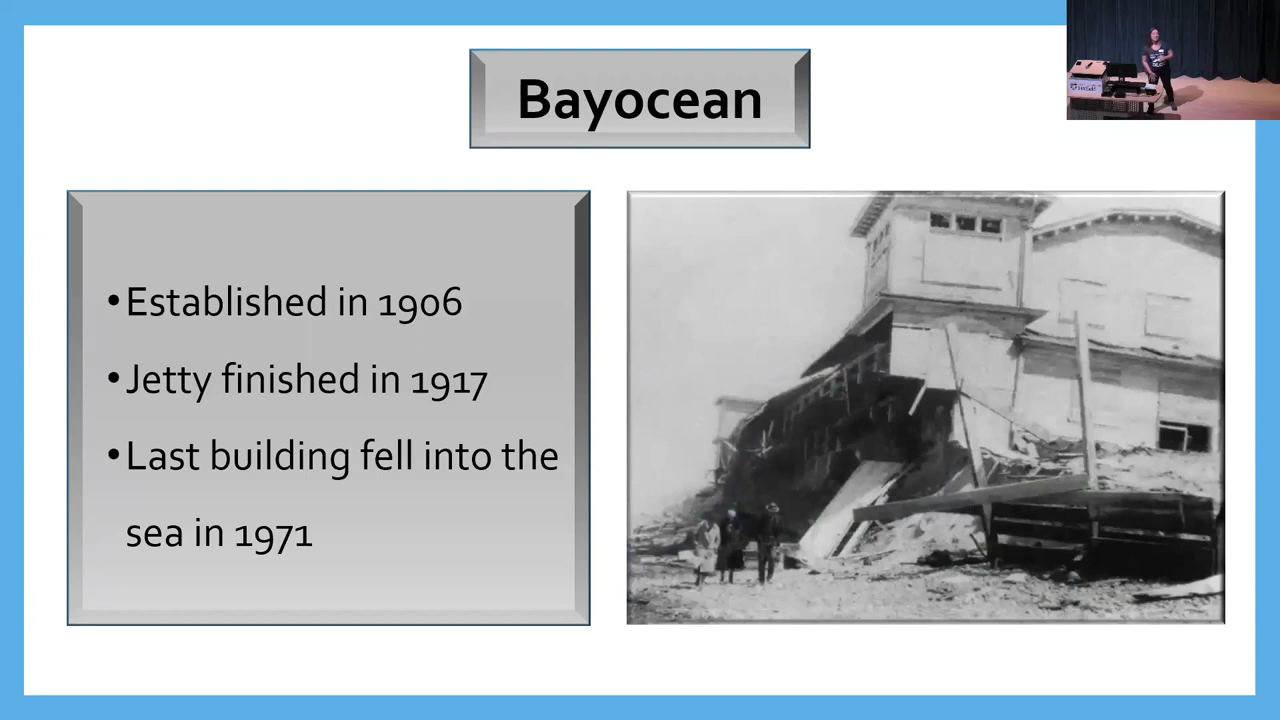 Bayocean
•Established in 1906
•Jetty finished in 1917
•Last building fell into the
sea in 1971